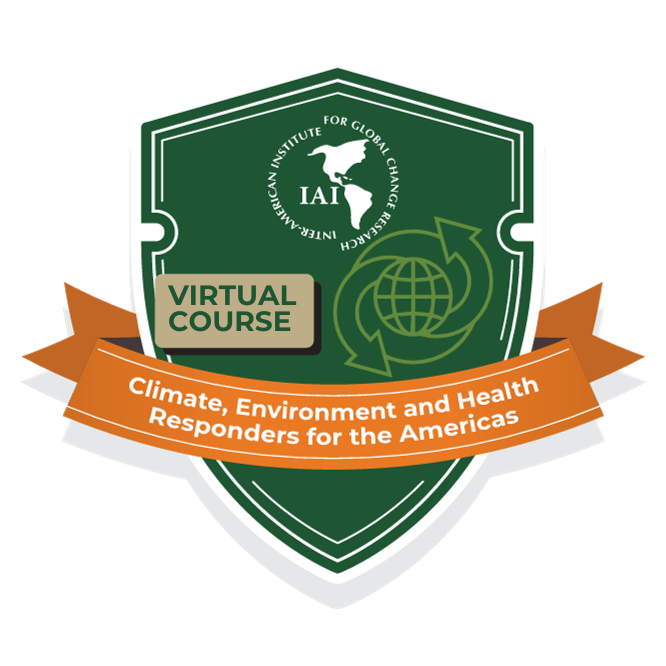 INTER-AMERICAN INSTITUTE FOR GLOBAL CHANGE RESEARCH
IAI
VIRTUAL
COURSE
Climate, Environment and Health
Responders for the Americas